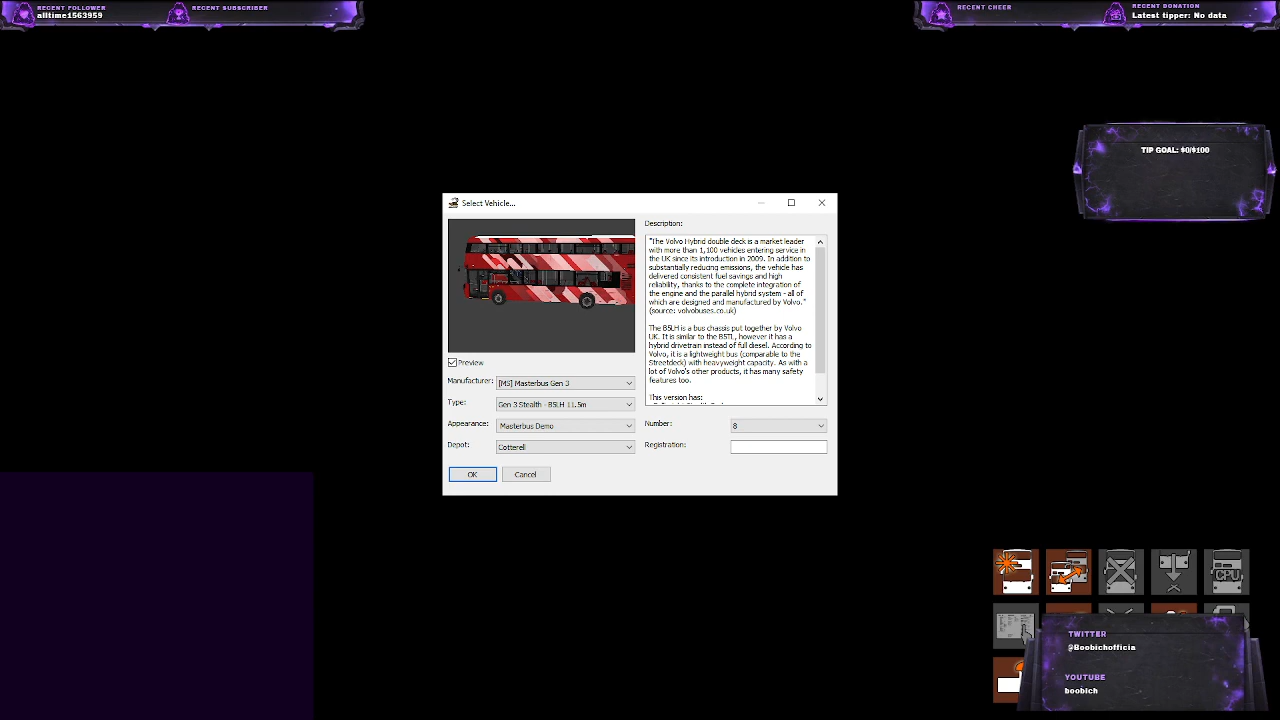 RECENT FOLLOWER
alltime1563959
RECENT SUBSCRIBER
RECENT CHEER
RECENT DONATION
Latest tipper: No data
TIP GOAL: $0/$100
Select Vehicle...
Description:
"The Volvo Hybrid double deck is a market leader
with more than 1,100 vehicles entering service in
the UK since its introduction in 2009. In addition to
substantially reducing emissions, the vehicle has
delivered consistent fuel savings and high
reliability, thanks to the complete integration of
the engine and the parallel hybrid system - all of
which are designed and manufactured by Volvo."
(source: volvobuses.co.uk)
The B5LH is a bus chassis put together by Volvo
UK. It is similar to the B5TL, however it has a
hybrid drivetrain instead of full diesel. According to
Volvo, it is a lightweight bus (comparable to the
Streetdeck) with heavyweight capacity. As with a
lot of Volvo's other products, it has many safety
features too.
This version has:
Preview
Manufacturer:
[MS] Masterbus Gen 3
Type:
Gen 3 Stealth - B5LH 11.5m
Appearance:
Masterbus Demo
Number:
8
Depot:
Cotterell
Registration:
OK
Cancel
CPU
TWITTER
@Boobichofficia
YOUTUBE
boobich